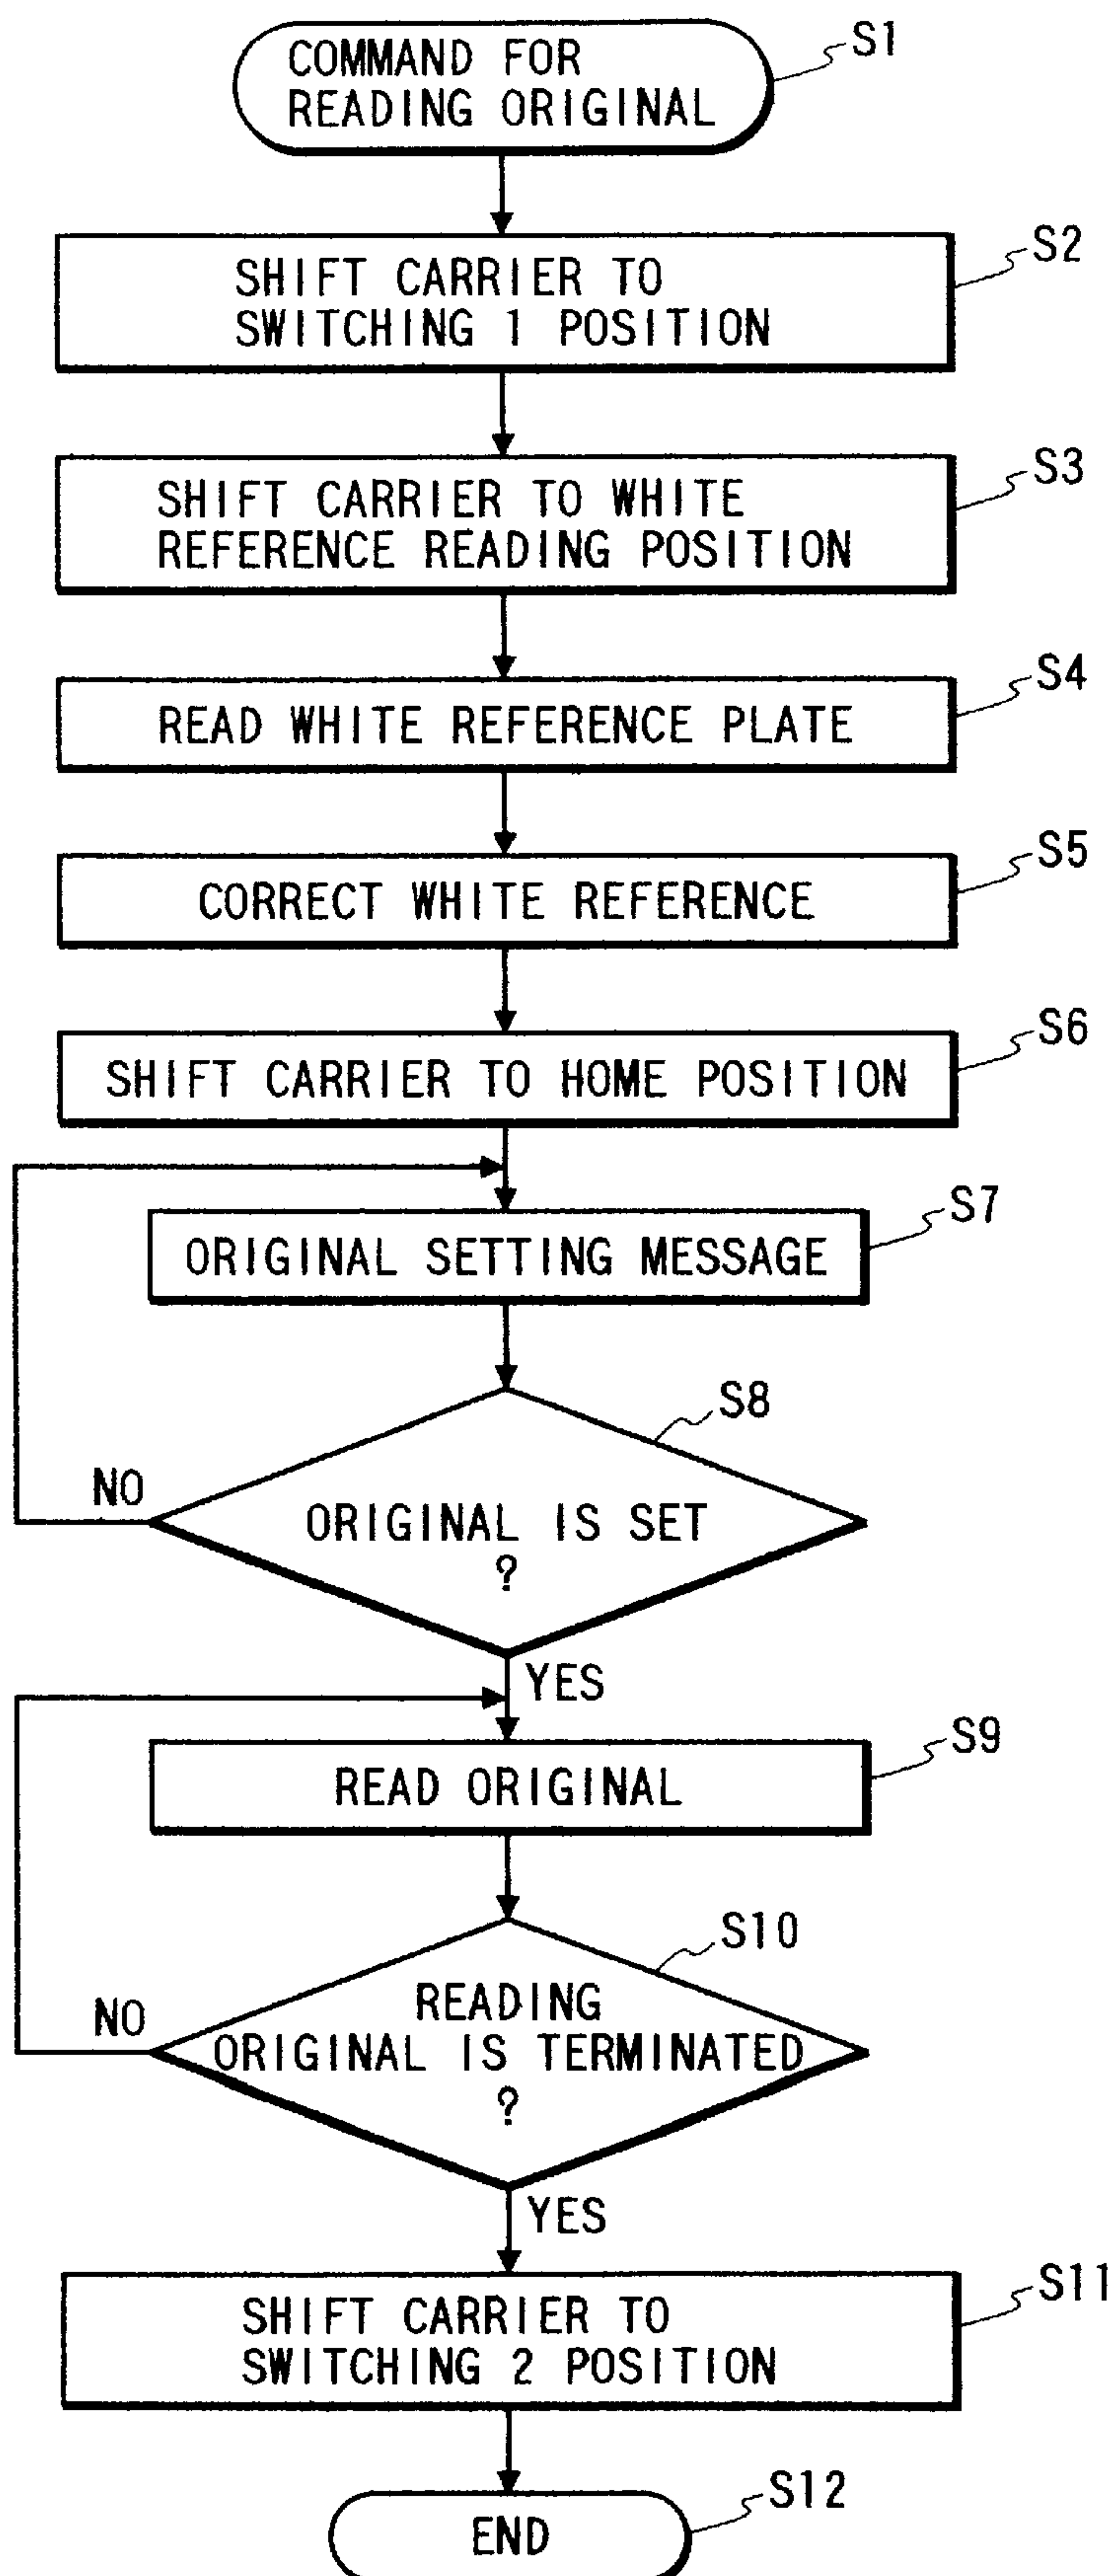 COMMAND FOR
READING ORIGINAL
S1
SHIFT CARRIER TO
SWITCHING 1 POSITION
S2
SHIFT CARRIER TO WHITE
REFERENCE READING POSITION
S3
READ WHITE REFERENCE PLATE
S4
CORRECT WHITE REFERENCE
S5
SHIFT CARRIER TO HOME POSITION
S6
ORIGINAL SETTING MESSAGE
S7
S8
NO
ORIGINAL IS SET
?
YES
READ ORIGINAL
S9
S10
NO
READING
ORIGINAL IS TERMINATED
?
YES
SHIFT CARRIER TO
SWITCHING 2 POSITION
S11
END
S12